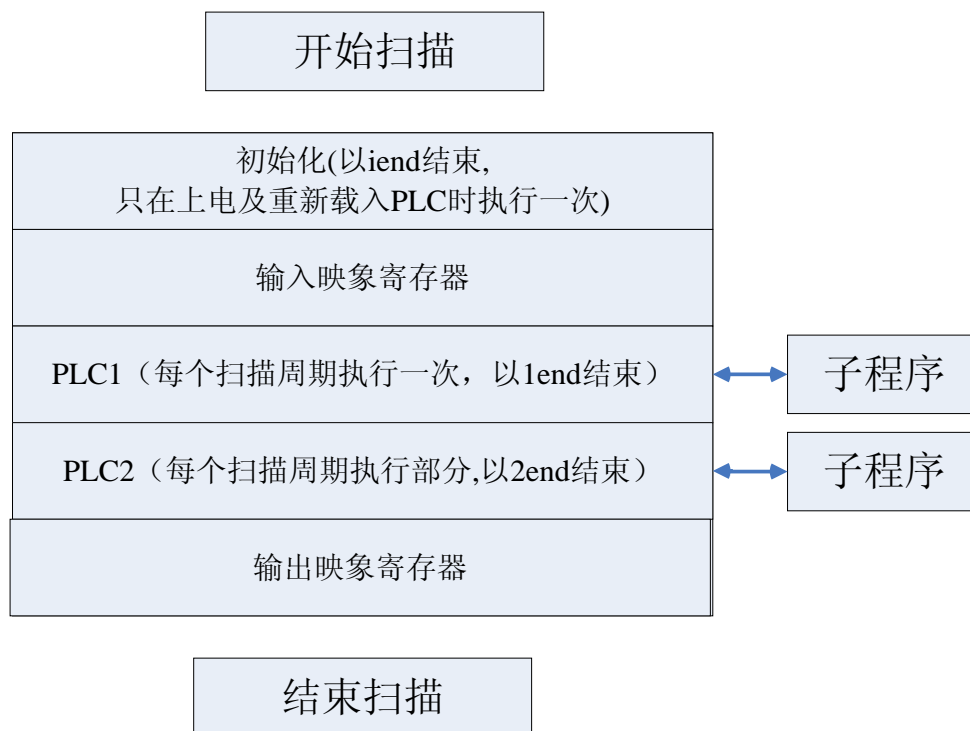 开始扫描
初始化(以iend结束,
只在上电及重新载入PLC时执行一次)
输入映象寄存器
PLC1（每个扫描周期执行一次，以1end结束）
子程序
PLC2（每个扫描周期执行部分,以2end结束）
子程序
输出映象寄存器
结束扫描